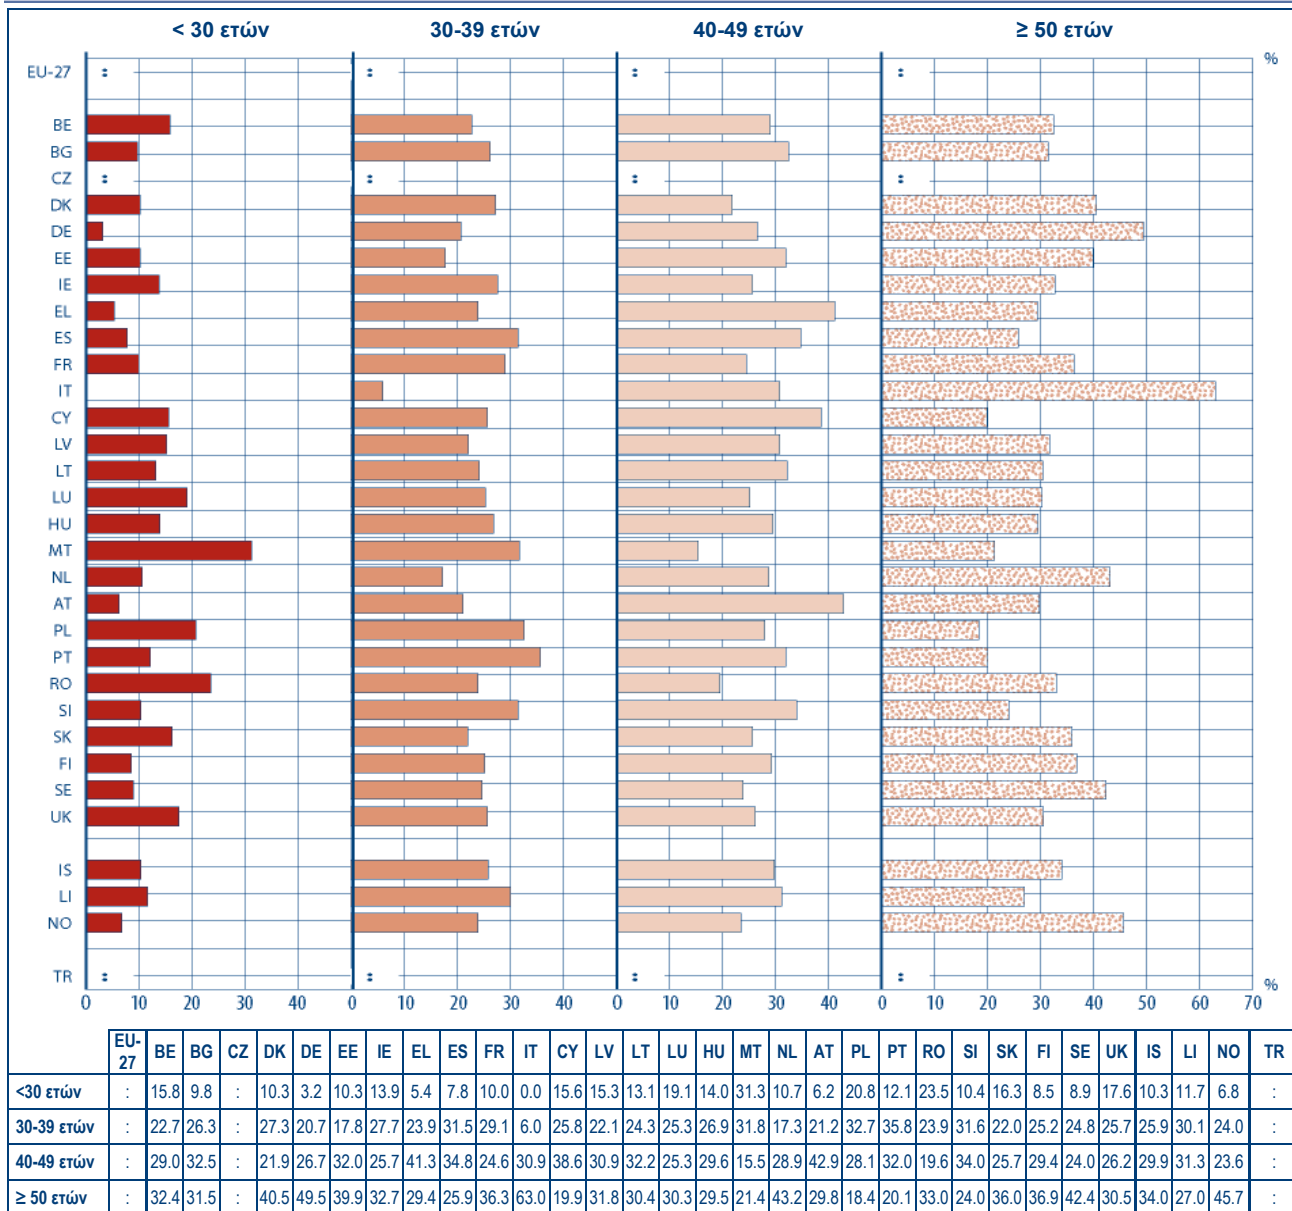 < 30 ετών 30-39 ετών 40-49 ετών ≥ 50 ετών
EU-27 : : : : %
BE
BG
CZ : : : :
DK
DE
EE
IE
EL
ES
FR
IT
CY
LV
LT
LU
HU
MT
NL
AT
PL
PT
RO
SI
SK
FI
SE
UK
IS
LI
NO
TR : : : : %
0 10 20 30 40 0 10 20 30 40 0 10 20 30 40 0 10 20 30 40 50 60 70
EU-27 BE BG CZ DK DE EE IE EL ES FR IT CY LV LT LU HU MT NL AT PL PT RO SI SK FI SE UK IS LI NO TR
<30 ετών : 15.8 9.8 : 10.3 3.2 10.3 13.9 5.4 7.8 10.0 0.0 15.6 15.3 13.1 19.1 14.0 31.3 10.7 6.2 20.8 12.1 23.5 10.4 16.3 8.5 8.9 17.6 10.3 11.7 6.8 :
30-39 ετών : 22.7 26.3 : 27.3 20.7 17.8 27.7 23.9 31.5 29.1 6.0 25.8 22.1 24.3 25.3 26.9 31.8 17.3 21.2 32.7 35.8 23.9 31.6 22.0 25.2 24.8 25.7 25.9 30.1 24.0 :
40-49 ετών : 29.0 32.5 : 21.9 26.7 32.0 25.7 41.3 34.8 24.6 30.9 38.6 30.9 32.2 25.3 29.6 15.5 28.9 42.9 28.1 32.0 19.6 34.0 25.7 29.4 24.0 26.2 29.9 31.3 23.6 :
≥ 50 ετών : 32.4 31.5 : 40.5 49.5 39.9 32.7 29.4 25.9 36.3 63.0 19.9 31.8 30.4 30.3 29.5 21.4 43.2 29.8 18.4 20.1 33.0 24.0 36.0 36.9 42.4 30.5 34.0 27.0 45.7 :